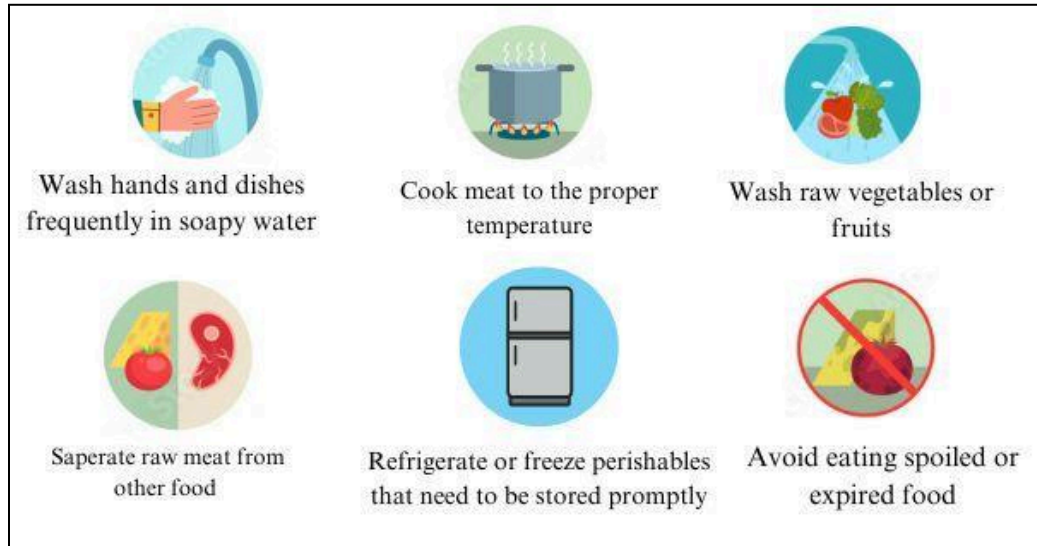 Wash hands and dishes
frequently in soapy water
Cook meat to the proper
temperature
Wash raw vegetables or
fruits
Saperate raw meat from
other food
Refrigerate or freeze perishables
that need to be stored promptly
Avoid eating spoiled or
expired food